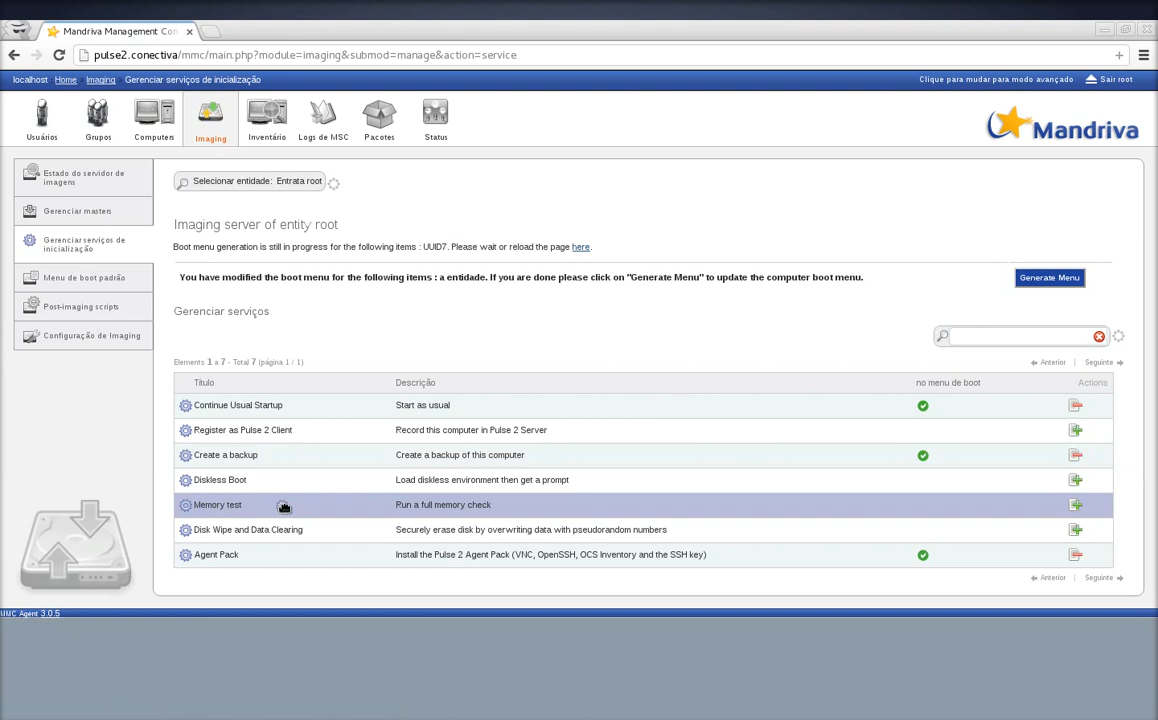 Mandriva Management Con
pulse2.conectiva/mmc/main.php?module=imaging&submod=manage&action=service
localhost Home › Imaging › Gerenciar serviços de inicialização
Clique para mudar para modo avançado Sair root
Usuários Grupos Computers Imaging Inventário Logs de MSC Pacotes Status
Mandriva
Estado do servidor de
imagens
Gerenciar masters
Gerenciar serviços de
inicialização
Menu de boot padrão
Post-imaging scripts
Configuração de Imaging
Selecionar entidade: Entrata root
Imaging server of entity root
Boot menu generation is still in progress for the following items : UUID7. Please wait or reload the page here.
You have modified the boot menu for the following items : a entidade. If you are done please click on "Generate Menu" to update the computer boot menu.
Generate Menu
Gerenciar serviços
Elements 1 a 7 - Total 7 (página 1 / 1)
Anterior | Seguinte
Título Descrição no menu de boot Actions
Continue Usual Startup Start as usual
Register as Pulse 2 Client Record this computer in Pulse 2 Server
Create a backup Create a backup of this computer
Diskless Boot Load diskless environment then get a prompt
Memory test Run a full memory check
Disk Wipe and Data Clearing Securely erase disk by overwriting data with pseudorandom numbers
Agent Pack Install the Pulse 2 Agent Pack (VNC, OpenSSH, OCS Inventory and the SSH key)
Anterior | Seguinte
MMC Agent 3.0.5